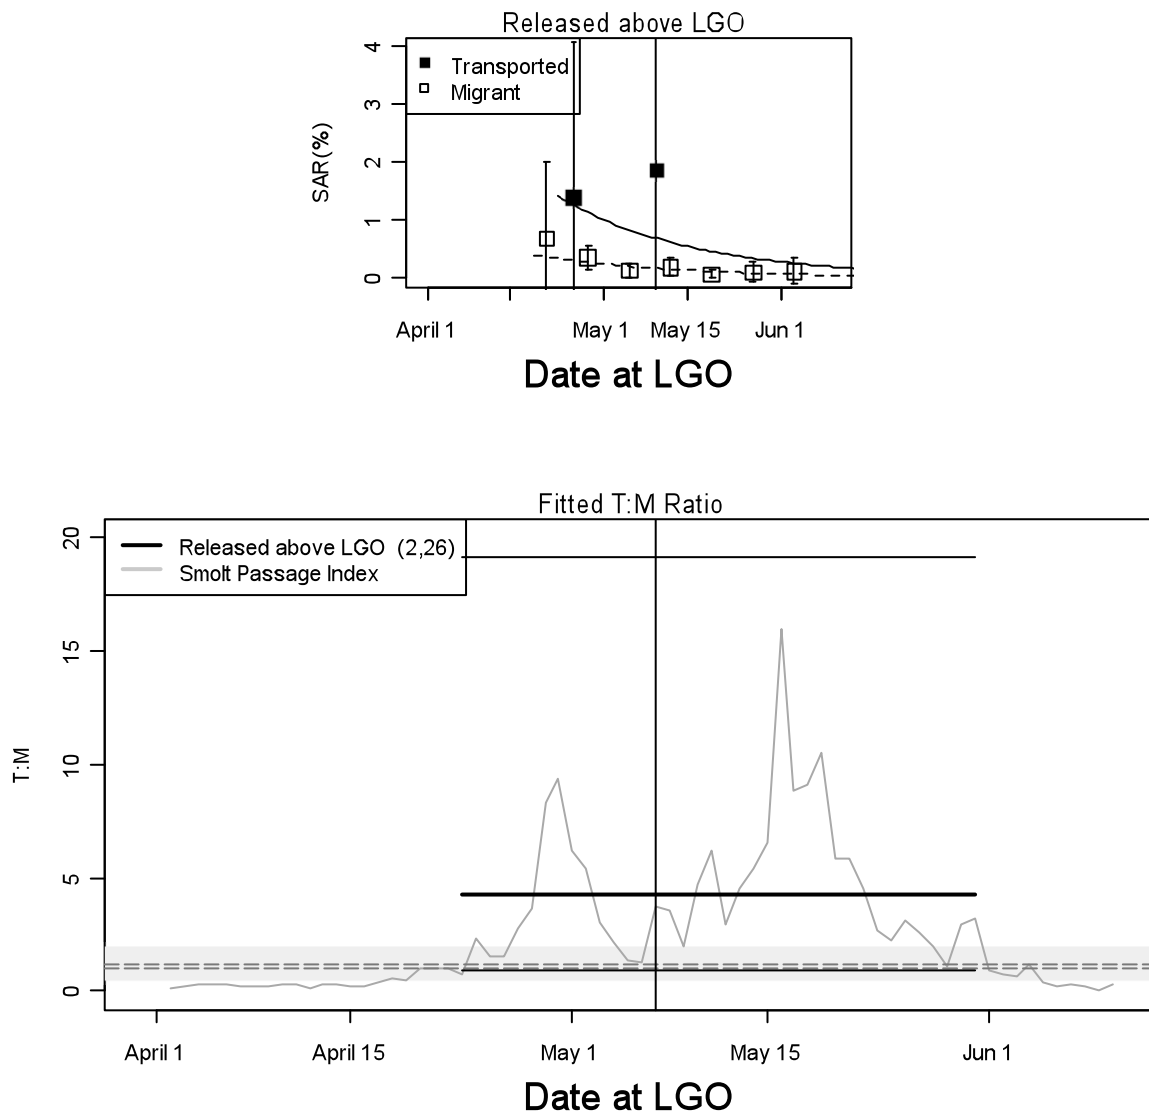 Released above LGO
Transported
Migrant
SAR(%)
4
3
2
1
0
April 1
May 1
May 15
Jun 1
Date at LGO
Fitted T:M Ratio
Released above LGO (2,26)
Smolt Passage Index
T:M
20
15
10
5
0
April 1
April 15
May 1
May 15
Jun 1
Date at LGO